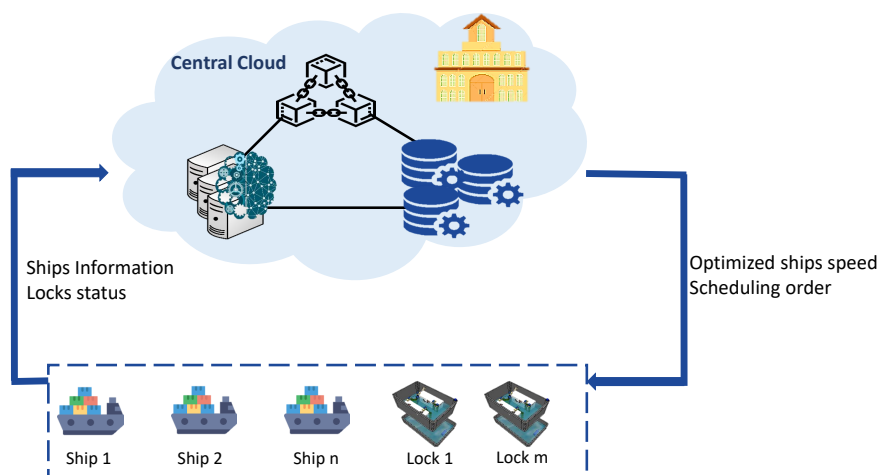 Central Cloud
Ships Information
Locks status
Optimized ships speed
Scheduling order
Ship 1
Ship 2
Ship n
Lock 1
Lock m